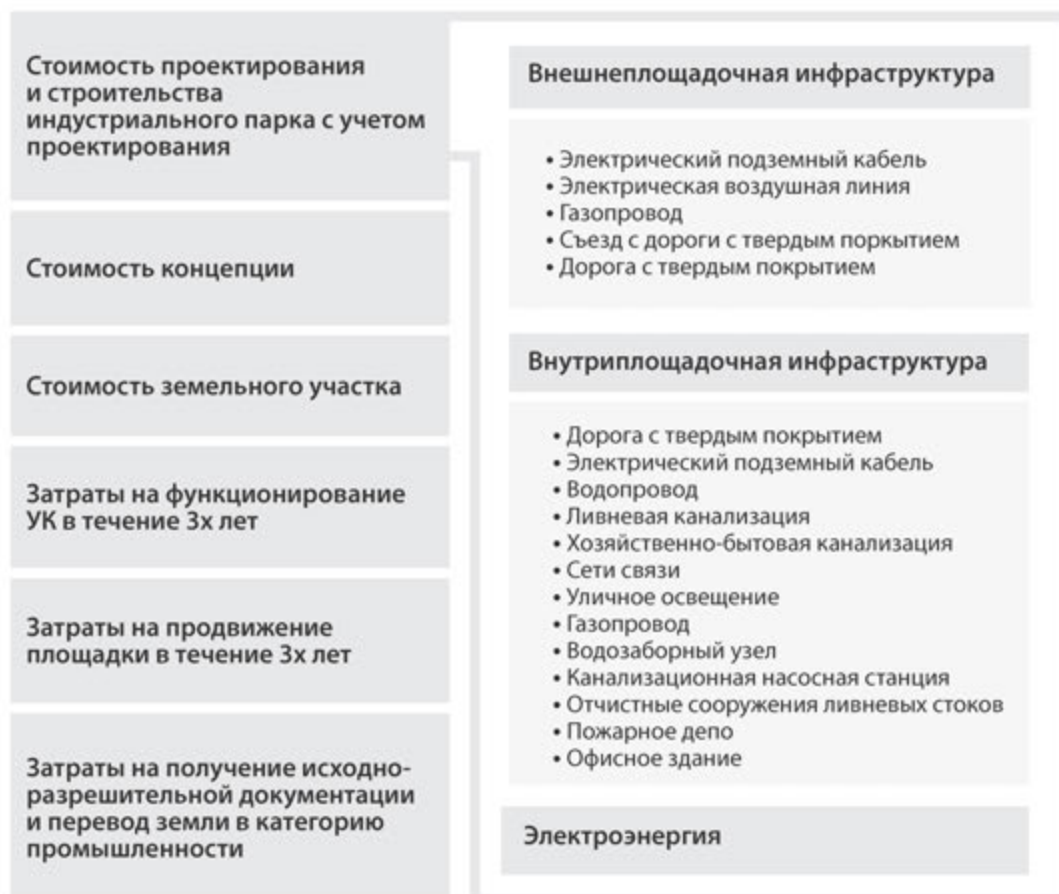 Стоимость проектирования
и строительства
индустриального парка с учетом
проектирования
Стоимость концепции
Стоимость земельного участка
Затраты на функционирование
УК в течение 3х лет
Затраты на продвижение
площадки в течение 3х лет
Затраты на получение исходно-
разрешительной документации
и перевод земли в категорию
промышленности
Внешнеплощадочная инфраструктура
• Электрический подземный кабель
• Электрическая воздушная линия
• Газопровод
• Съезд с дороги с твердым поркытием
• Дорога с твердым покрытием
Внутриплощадочная инфраструктура
• Дорога с твердым покрытием
• Электрический подземный кабель
• Водопровод
• Ливневая канализация
• Хозяйственно-бытовая канализация
• Сети связи
• Уличное освещение
• Газопровод
• Водозаборный узел
• Канализационная насосная станция
• Отчистные сооружения ливневых стоков
• Пожарное депо
• Офисное здание
Электроэнергия